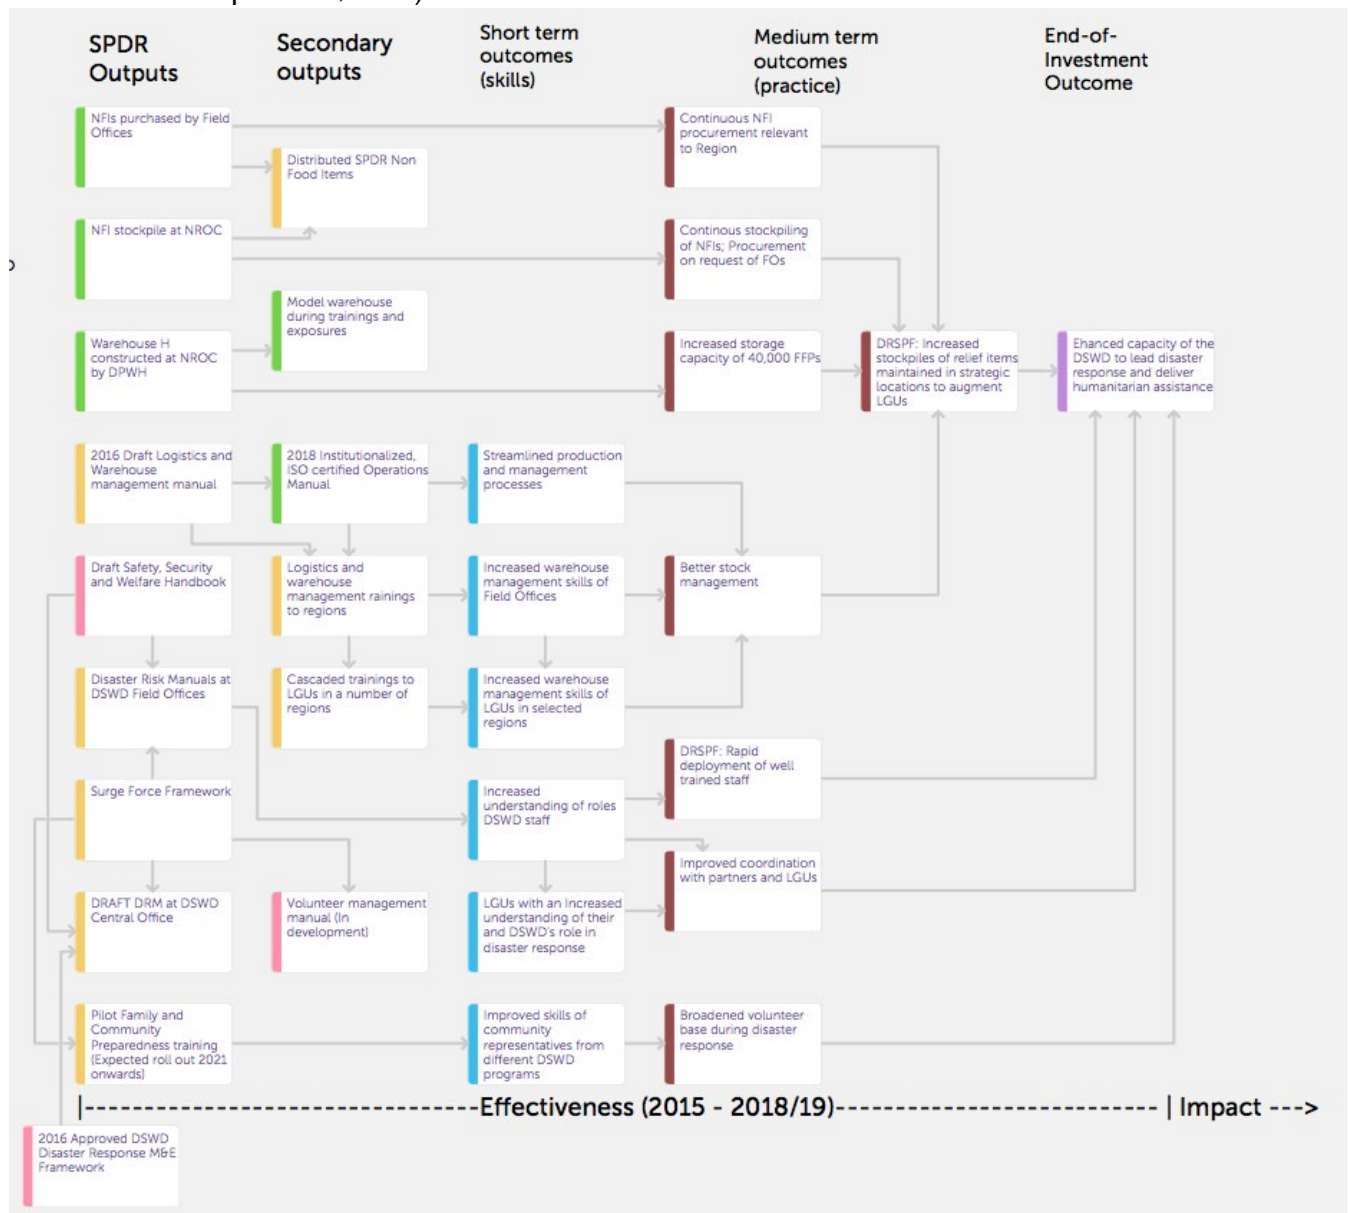 SPDR
Outputs
Secondary
outputs
Short term
outcomes
(skills)
Medium term
outcomes
(practice)
End-of-
Investment
Outcome
NFIs purchased by Field
Offices
Distributed SPDR Non
Food Items
Continuous NFI
procurement relevant
to Region
NFI stockpile at NROC
Continous stockpiling
of NFIs; Procurement
on request of FOs
Model warehouse
during trainings and
exposures
Warehouse H
constructed at NROC
by DPWH
Increased storage
capacity of 40,000 FFPs
DRSPF: Increased
stockpiles of relief items
maintained in strategic
locations to augment
LGUs
Ehanced capacity of the
DSWD to lead disaster
response and deliver
humanitarian assistance
2016 Draft Logistics and
Warehouse
management manual
2018 Institutionalized,
ISO certified Operations
Manual
Streamlined production
and management
processes
Draft Safety, Security
and Welfare Handbook
Logistics and
warehouse
management rainings
to regions
Increased warehouse
management skills of
Field Offices
Better stock
management
Disaster Risk Manuals at
DSWD Field Offices
Cascaded trainings to
LGUs in a number of
regions
Increased warehouse
management skills of
LGUs in selected
regions
DRSPF: Rapid
deployment of well
trained staff
Surge Force Framework
Increased
understanding of roles
DSWD staff
Improved coordination
with partners and LGUs
DRAFT DRM at DSWD
Central Office
Volunteer management
manual (In
development)
LGUs with an Increased
understanding of their
and DSWD's role in
disaster response
Pilot Family and
Community
Preparedness training
(Expected roll out 2021
onwards)
Improved skills of
community
representatives from
different DSWD
programs
Broadened volunteer
base during disaster
response
|---------------------------------Effectiveness (2015 - 2018/19)--------------------------- | Impact --->
2016 Approved DSWD
Disaster Response M&E
Framework